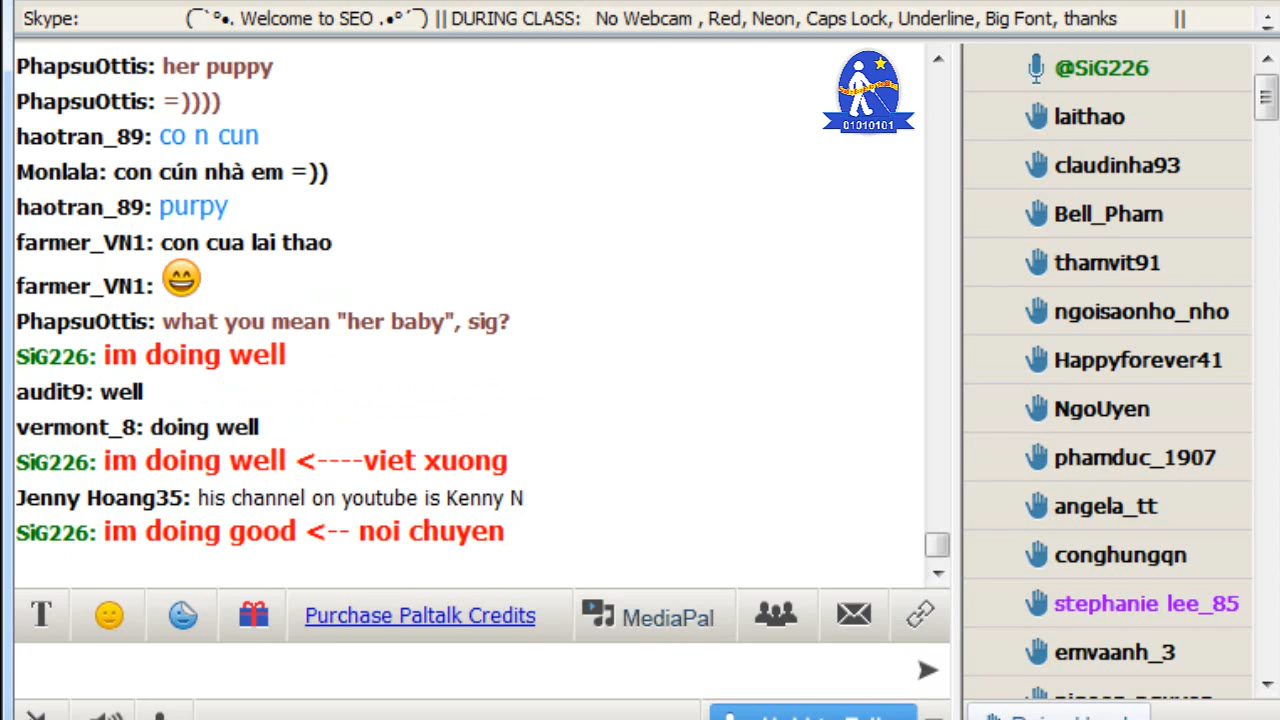 Skype: (¯`°•. Welcome to SEO .•°´¯) || DURING CLASS: No Webcam , Red, Neon, Caps Lock, Underline, Big Font, thanks ||
PhapsuOttis: her puppy
PhapsuOttis: =))))
haotran_89: co n cun
Monlala: con cún nhà em =))
haotran_89: purpy
farmer_VN1: con cua lai thao
farmer_VN1:
PhapsuOttis: what you mean "her baby", sig?
SiG226: im doing well
audit9: well
vermont_8: doing well
SiG226: im doing well <----viet xuong
Jenny Hoang35: his channel on youtube is Kenny N
SiG226: im doing good <-- noi chuyen
01010101
T
Purchase Paltalk Credits
MediaPal
@SiG226
laithao
claudinha93
Bell_Pham
thamvit91
ngoisaonho_nho
Happyforever41
NgoUyen
phamduc_1907
angela_tt
conghungqn
stephanie lee_85
emvaanh_3